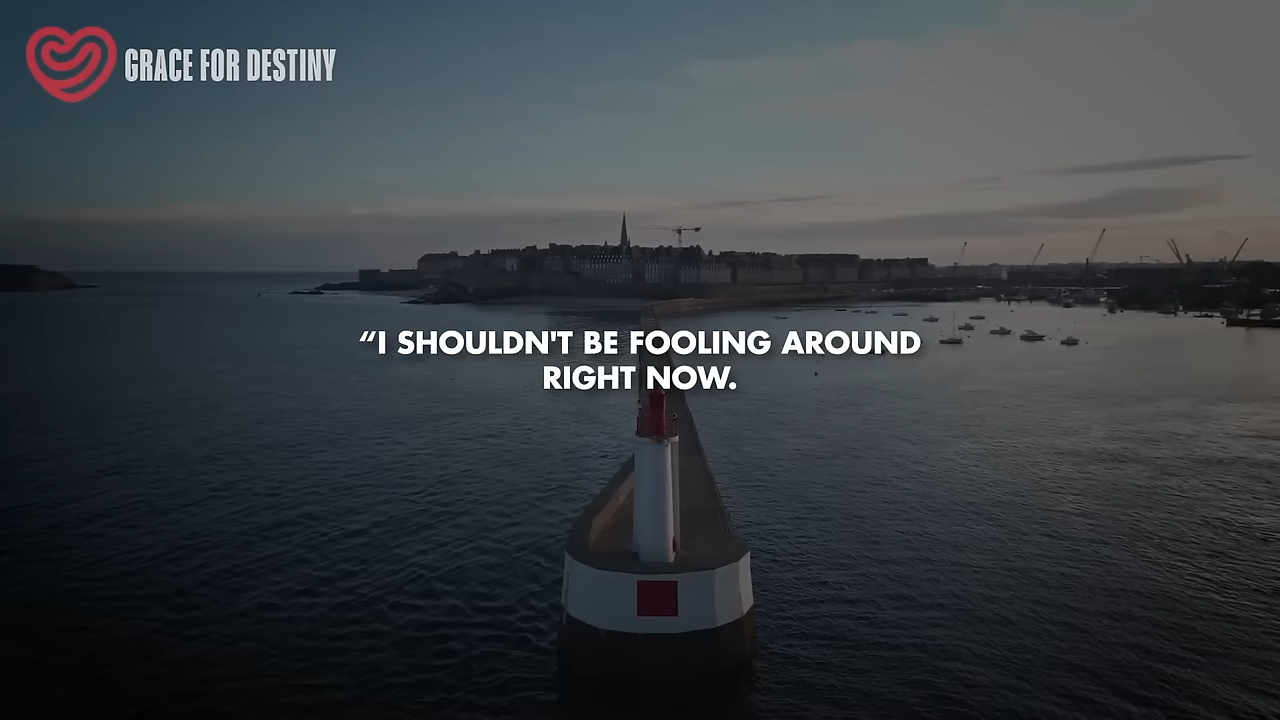 GRACE FOR DESTINY
“I SHOULDN'T BE FOOLING AROUND
RIGHT NOW.